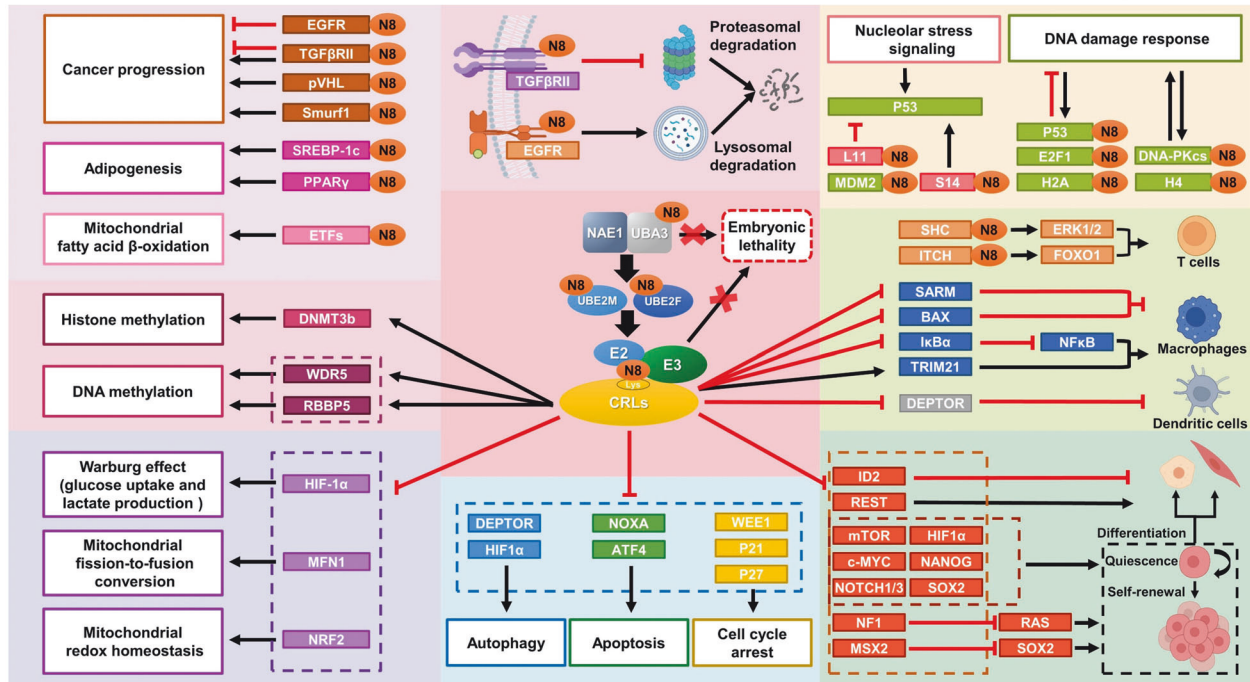 Cancer progression
EGFR
N8
TGFβRII
N8
pVHL
N8
Smurf1
N8
Adipogenesis
SREBP-1c
N8
PPARγ
N8
Mitochondrial
fatty acid β-oxidation
ETFs
N8
N8
TGFβRII
Proteasomal
degradation
N8
EGFR
Lysosomal
degradation
Nucleolar stress
signaling
P53
L11
N8
MDM2
N8
S14
N8
DNA damage response
P53
N8
E2F1
N8
H2A
N8
DNA-PKcs
N8
H4
N8
Histone methylation
DNMT3b
DNA methylation
WDR5
RBBP5
NAE1
UBA3
N8
Embryonic
lethality
N8
UBE2M
N8
UBE2F
E2
E3
N8
Lys
CRLs
SHC
N8
ERK1/2
ITCH
N8
FOXO1
T cells
SARM
BAX
IκBα
NFκB
TRIM21
Macrophages
DEPTOR
Dendritic cells
Warburg effect
(glucose uptake and
lactate production )
HIF-1α
Mitochondrial
fission-to-fusion
conversion
MFN1
Mitochondrial
redox homeostasis
NRF2
DEPTOR
HIF1α
NOXA
ATF4
WEE1
P21
P27
Autophagy
Apoptosis
Cell cycle
arrest
ID2
REST
mTOR
HIF1α
c-MYC
NANOG
NOTCH1/3
SOX2
NF1
RAS
MSX2
SOX2
Differentiation
Quiescence
Self-renewal